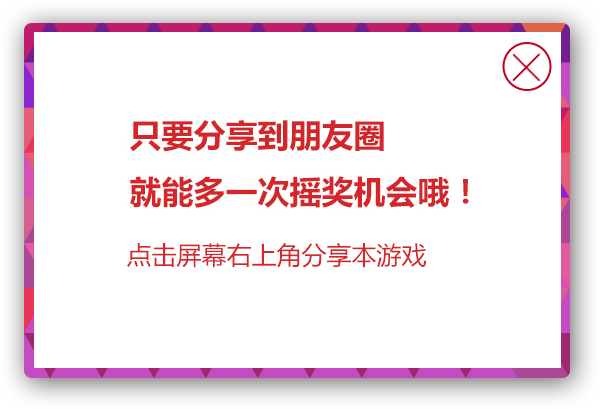 只要分享到朋友圈
就能多一次摇奖机会哦！
点击屏幕右上角分享本游戏